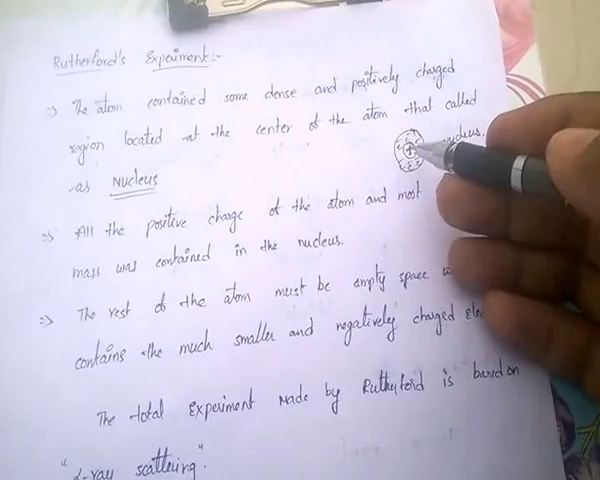 Rutherford's Expeiment:-
=> The atom contained some dense and positively charged
region located at the center of the atom that called
-as Nucleus
nucleus.
=> All the positive charge of the atom and most
mass was contained in the nucleus.
=> The rest of the atom must be empty space
contains the much smaller and negatively charged
The total Expeiment Made by Rutherford is based on
"α-ray scattering".